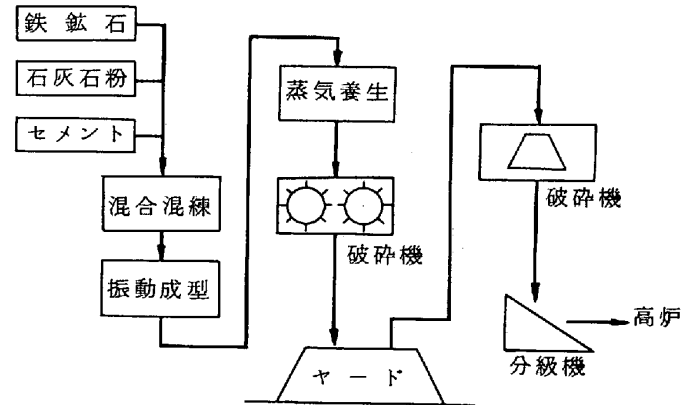 鉄鉱石
石灰石粉
セメント
混合混練
振動成型
蒸気養生
破砕機
ヤード
破砕機
分級機
高炉